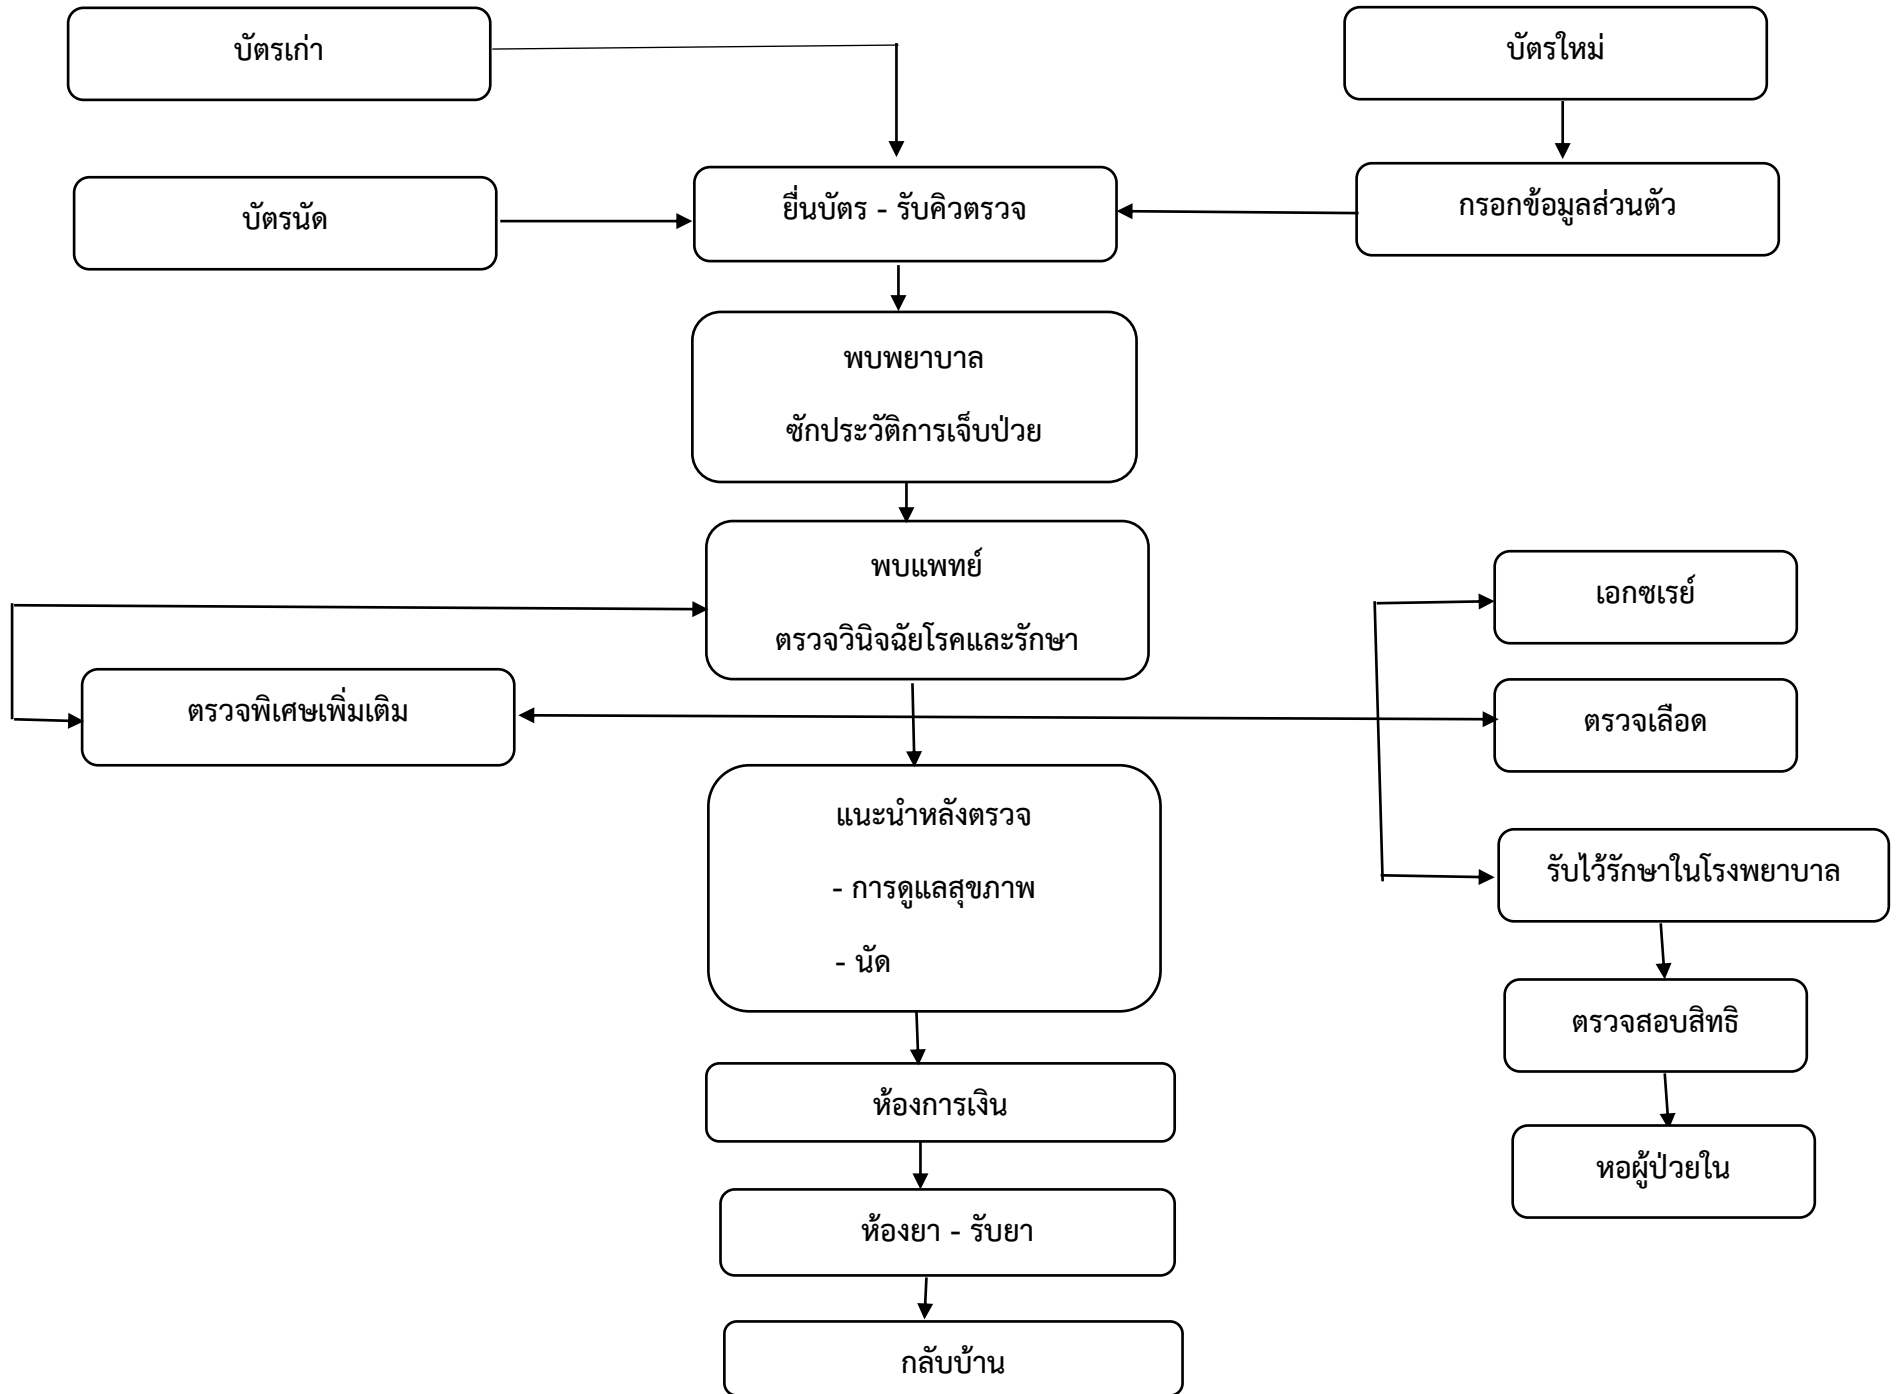 บัตรเก่า
บัตรใหม่
บัตรนัด
ยื่นบัตร - รับคิวตรวจ
กรอกข้อมูลส่วนตัว
พบพยาบาล
ซักประวัติการเจ็บป่วย
พบแพทย์
ตรวจวินิจฉัยโรคและรักษา
เอกซเรย์
ตรวจพิเศษเพิ่มเติม
ตรวจเลือด
แนะนำหลังตรวจ
- การดูแลสุขภาพ
- นัด
รับไว้รักษาในโรงพยาบาล
ตรวจสอบสิทธิ
ห้องการเงิน
หอผู้ป่วยใน
ห้องยา - รับยา
กลับบ้าน